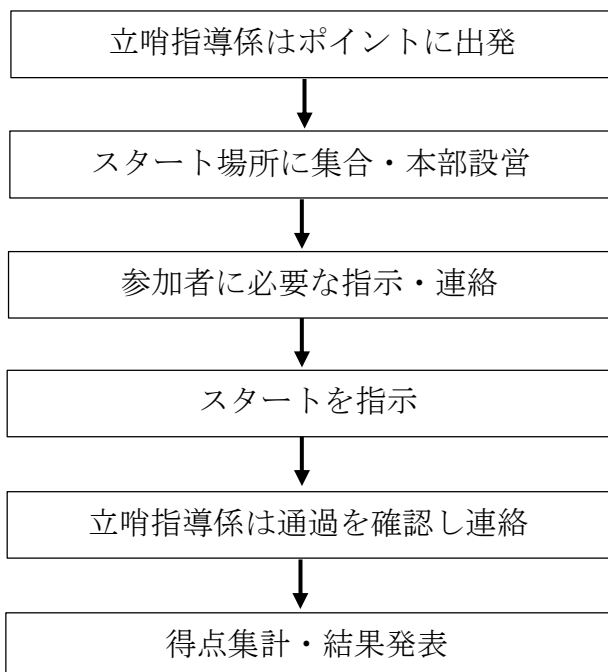 立哨指導係はポイントに出発
スタート場所に集合・本部設営
参加者に必要な指示・連絡
スタートを指示
立哨指導係は通過を確認し連絡
得点集計・結果発表